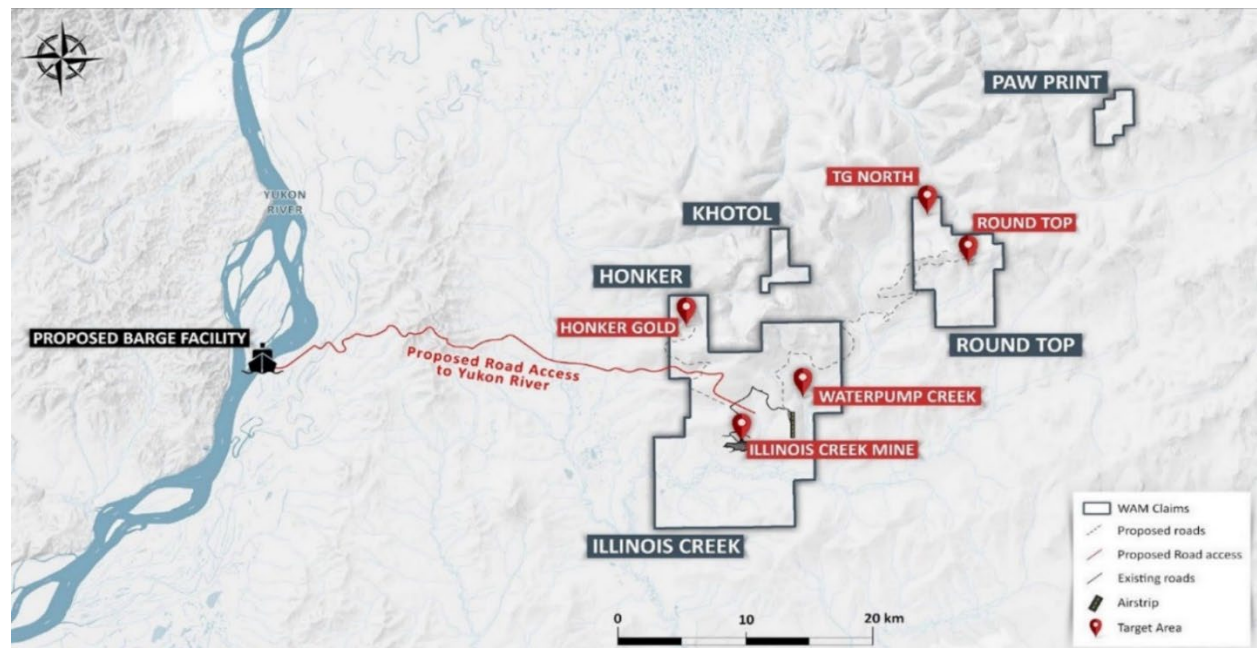 PAW PRINT
TG NORTH
YUKON
RIVER
KHOTOL
ROUND TOP
HONKER
HONKER GOLD
PROPOSED BARGE FACILITY
ROUND TOP
Proposed Road Access
to Yukon River
WATERPUMP CREEK
ILLINOIS CREEK MINE
ILLINOIS CREEK
WAM Claims
Proposed roads
Proposed Road access
Existing roads
Airstrip
Target Area
0 10 20 km